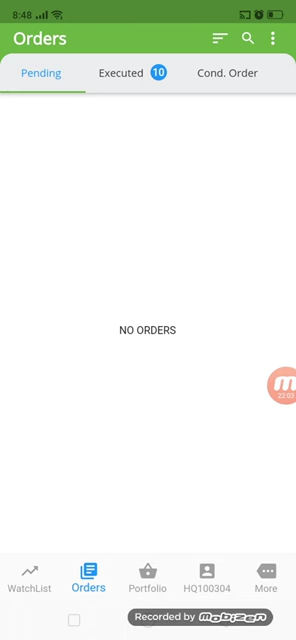 8:48
Orders
Pending
Executed 10
Cond. Order
NO ORDERS
22:03
WatchList
Orders
Portfolio
HQ100304
More
Recorded by mobizen